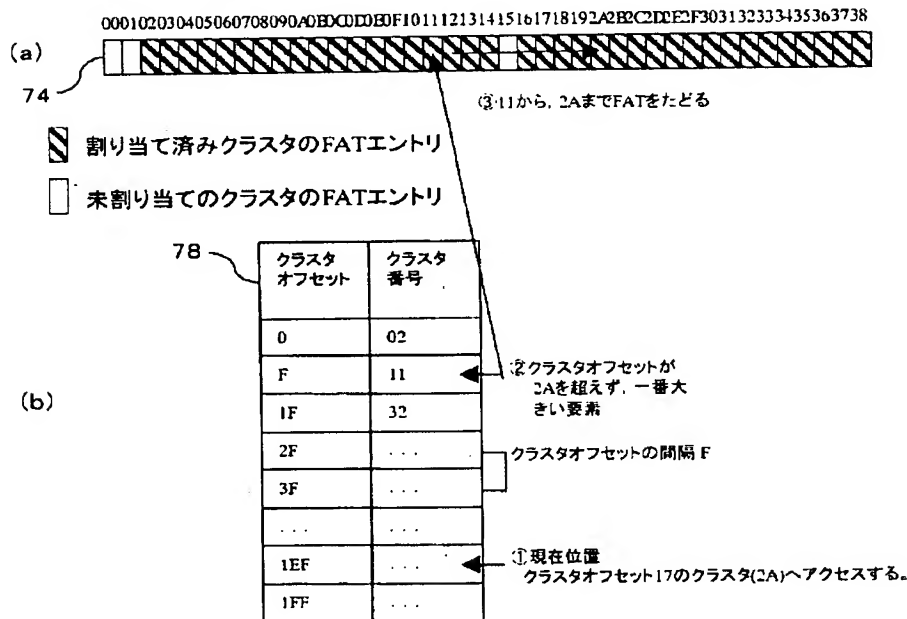 000102030405060708090A0B0C0D0E0F101112131415161718192A2B2C2D2E2F303132333435363738
(a)
74
③11から, 2AまでFATをたどる
割り当て済みクラスタのFATエントリ
未割り当てのクラスタのFATエントリ
78
クラスタ オフセット
クラスタ 番号
0 02
F 11
②クラスタオフセットが
2Aを超えず, 一番大
きい要素
(b)
1F 32
2F ...
クラスタオフセットの間隔 F
3F ...
... ...
1EF ...
①現在位置
クラスタオフセット17のクラスタ(2A)へアクセスする。
1FF ...